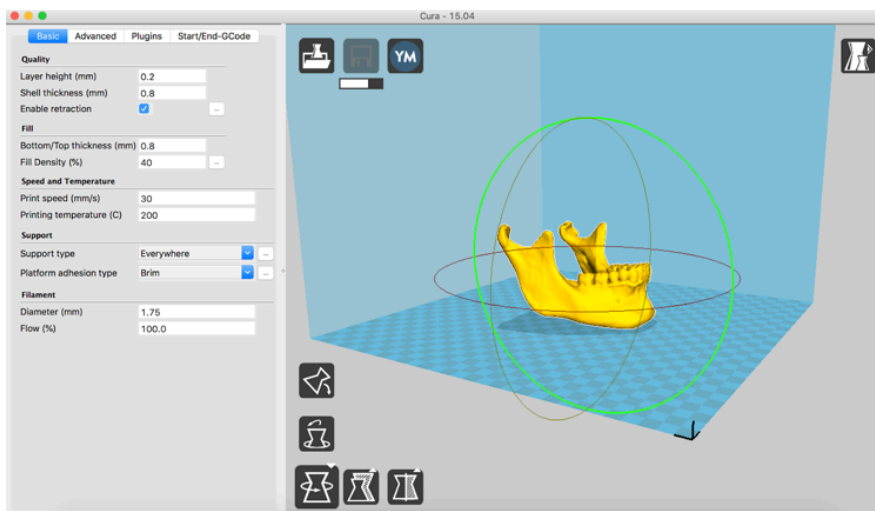 Cura - 15.04
Basic Advanced Plugins Start/End-GCode
Quality
Layer height (mm) 0.2
Shell thickness (mm) 0.8
Enable retraction
Fill
Bottom/Top thickness (mm) 0.8
Fill Density (%) 40
Speed and Temperature
Print speed (mm/s) 30
Printing temperature (C) 200
Support
Support type Everywhere
Platform adhesion type Brim
Filament
Diameter (mm) 1.75
Flow (%) 100.0
YM